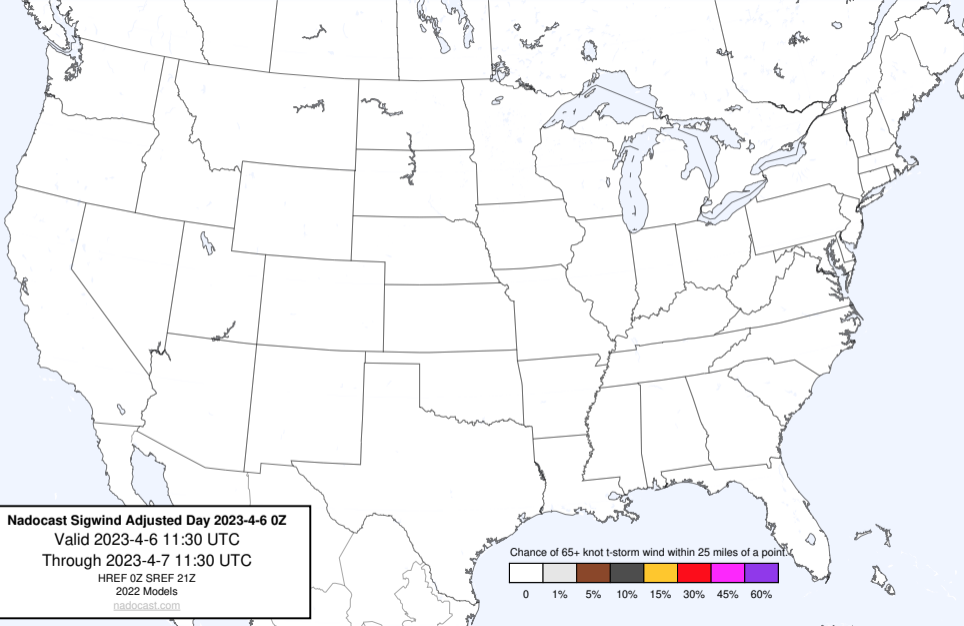 Nadocast Sigwind Adjusted Day 2023-4-6 0Z
Valid 2023-4-6 11:30 UTC
Through 2023-4-7 11:30 UTC
HREF 0Z SREF 21Z
2022 Models
nadocast.com
Chance of 65+ knot t-storm wind within 25 miles of a point.
0 1% 5% 10% 15% 30% 45% 60%